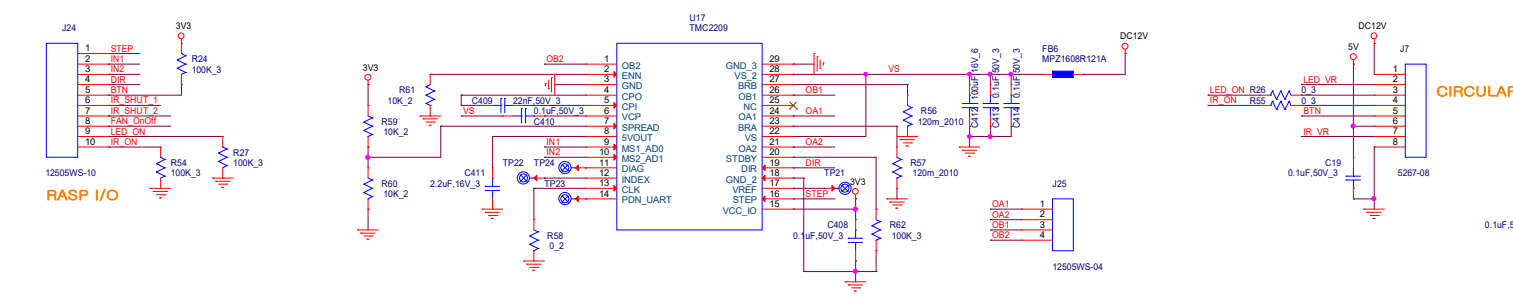 J24
1 STEP
2 IN1
3 IN2
4 DIR
5 BTN
6 IR_SHUT_1
7 IR_SHUT_2
8 FAN_OnOff
9 LED_ON
10 IR_ON
12505WS-10
RASP I/O
3V3
R24
100K_3
R54
100K_3
R27
100K_3
3V3
R59
10K_2
R60
10K_2
R61
10K_2
C409 22nF,50V_3
VS
0.1uF,50V_3
C410
C411
2.2uF,16V_3
OB2
IN1
IN2
TP22
TP24
TP23
R58
0_2
U17
TMC2209
1 OB2
2 ENN
3 GND
4 CPO
5 CPI
6 VCP
7 SPREAD
8 5VOUT
9 MS1_AD0
10 MS2_AD1
11 DIAG
12 INDEX
13 CLK
14 PDN_UART
GND_3 29
VS_2 28
BRB 27
OB1 26
NC 25
OA1 24
BRA 23
VS 22
OA2 21
STDBY 20
DIR 19
GND_2 18
VREF 17
STEP 16
VCC_IO 15
VS
OB1
OA1
OA2
DIR
TP21
3V3
STEP
C408
0.1uF,50V_3
R62
100K_3
R56
120m_2010
R57
120m_2010
C412 100uF,16V_6
C413 0.1uF,50V_3
C414 0.1uF,50V_3
FB6
MPZ1608R121A
DC12V
J25
OA1 1
OA2 2
OB1 3
OB2 4
12505WS-04
DC12V
5V
J7
1
2
LED_VR 3
LED_ON R26 0_3
IR_ON R55 0_3 4
BTN 5
6
IR_VR 7
8
C19
0.1uF,50V_3
5267-08
CIRCULAR